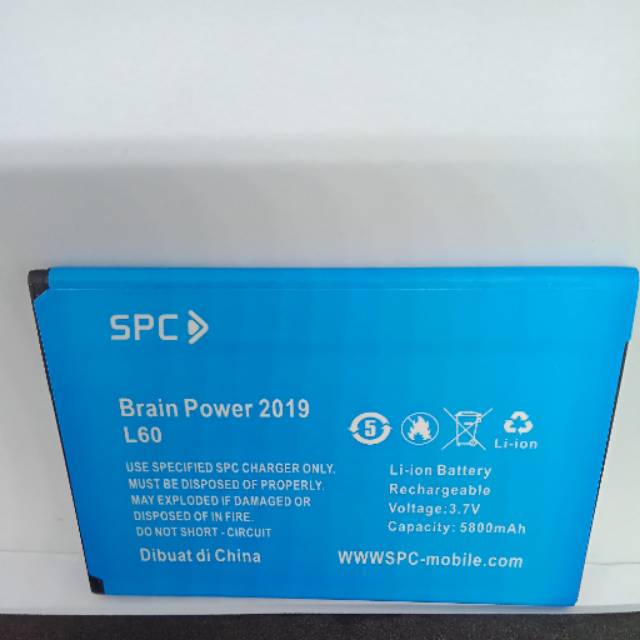 SPC
Brain Power 2019
L60
5
Li-ion
USE SPECIFIED SPC CHARGER ONLY.
MUST BE DISPOSED OF PROPERLY.
MAY EXPLODED IF DAMAGED OR
DISPOSED OF IN FIRE.
DO NOT SHORT - CIRCUIT
Li-ion Battery
Rechargeable
Voltage:3.7V
Capacity: 5800mAh
Dibuat di China
WWWSPC-mobile.com